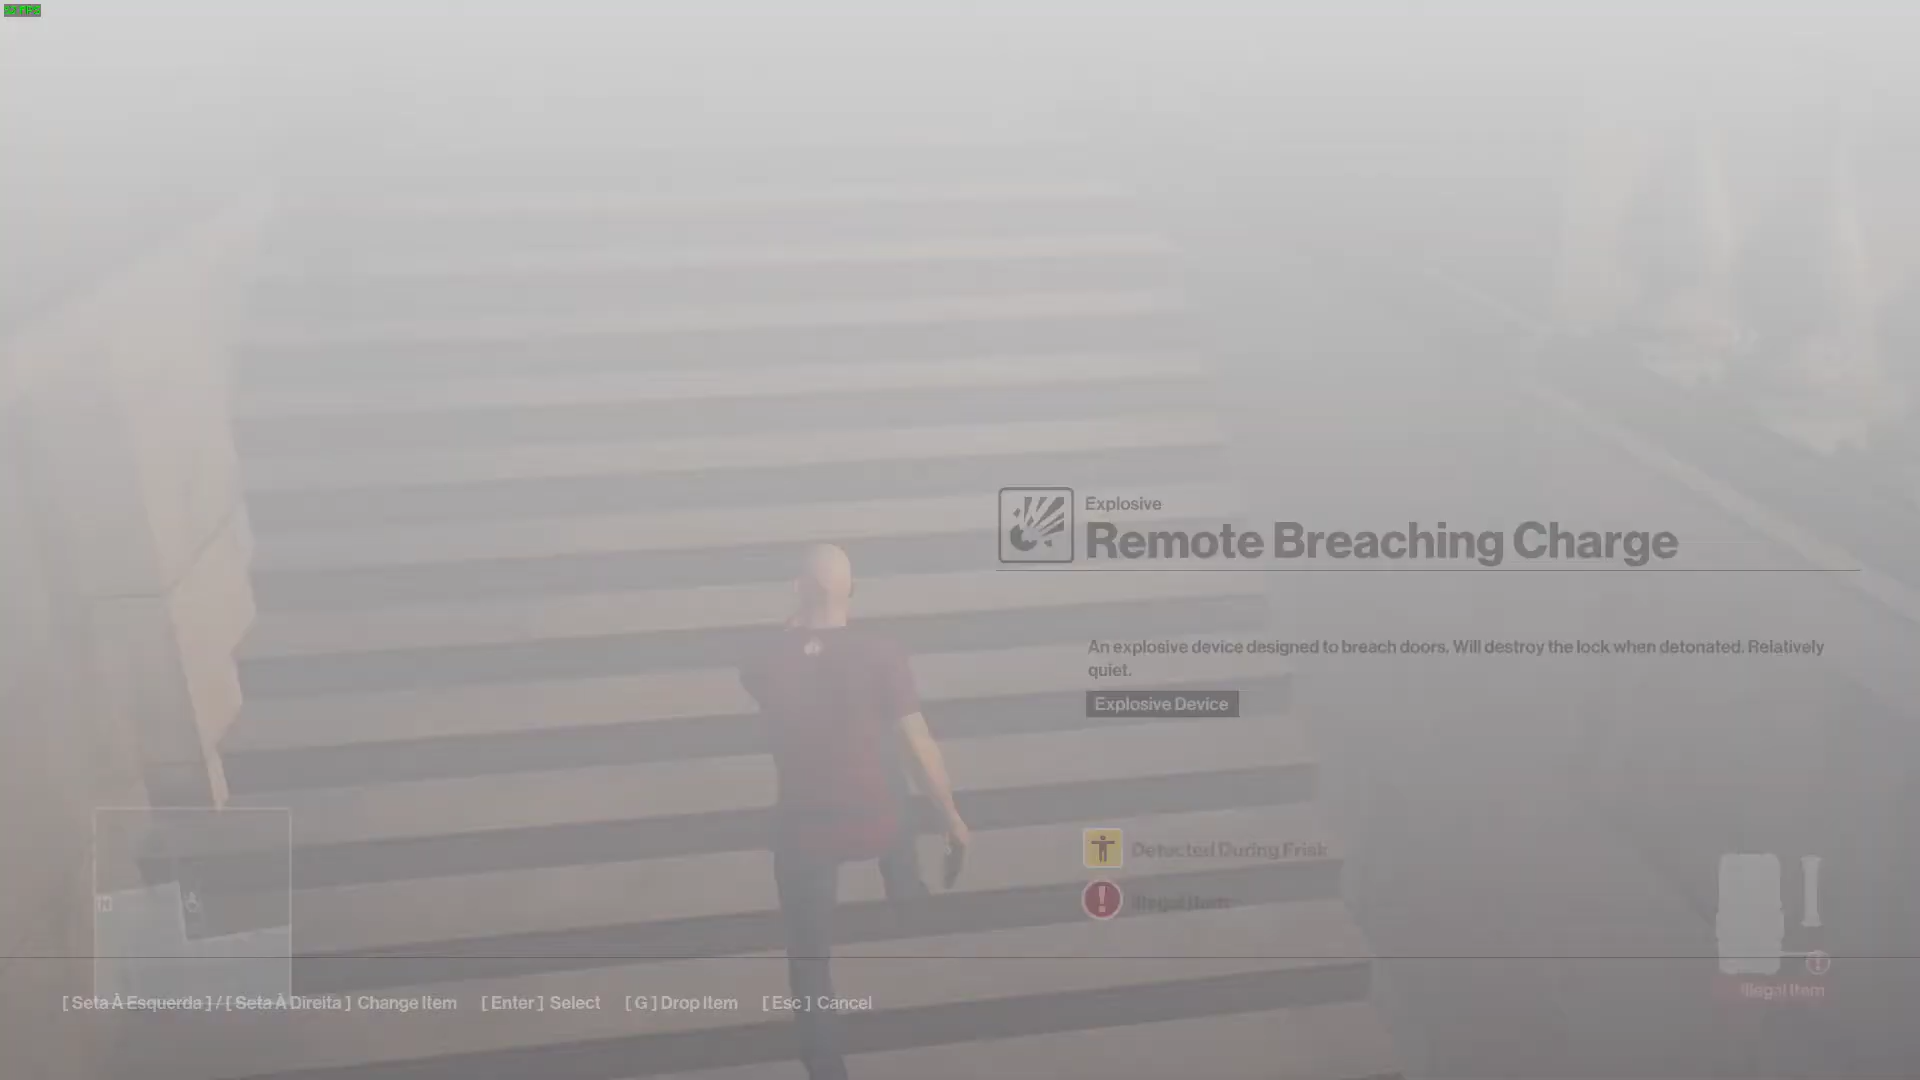 Explosive
Remote Breaching Charge
An explosive device designed to breach doors. Will destroy the lock when detonated. Relatively
quiet.
Explosive Device
Detected During Frisk
Illegal Item
N
Illegal Item
[ Seta À Esquerda ] / [ Seta À Direita ] Change Item [ Enter ] Select [ G ] Drop Item [ Esc ] Cancel